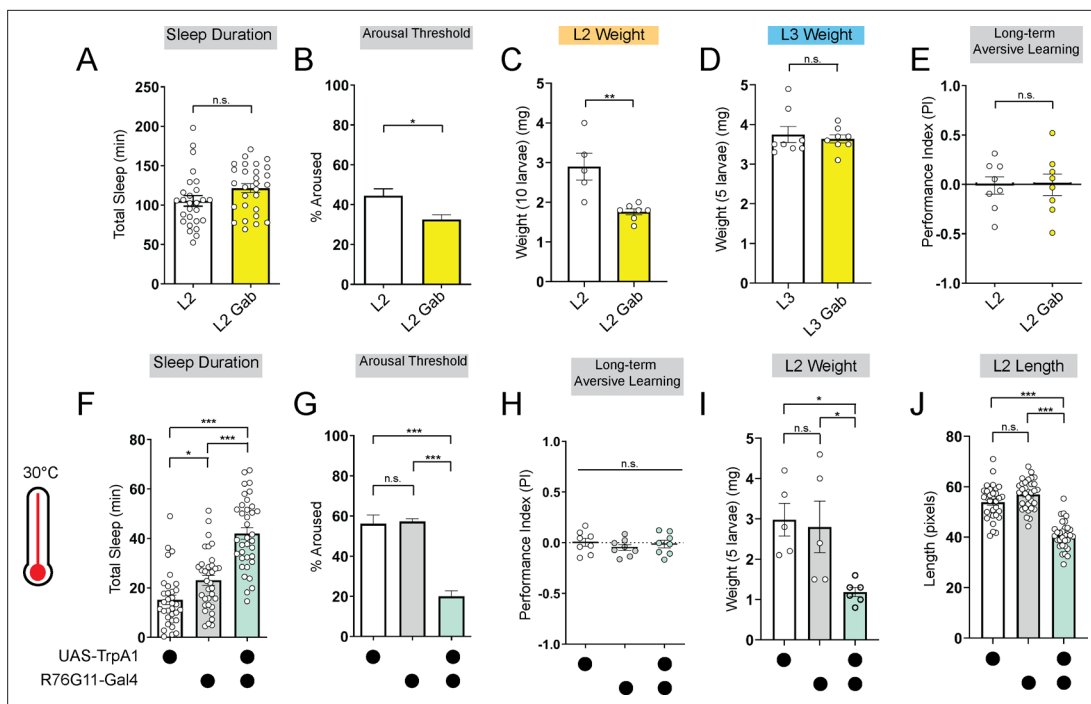 Sleep Duration
A
250
200
150
100
50
0
Total Sleep (min)
n.s.
L2
L2 Gab
Arousal Threshold
B
100
80
60
40
20
0
% Aroused
*
L2
L2 Gab
L2 Weight
C
5
4
3
2
1
0
Weight (10 larvae) (mg)
**
L2
L2 Gab
L3 Weight
D
5
4
3
2
1
0
Weight (5 larvae) (mg)
n.s.
L3
L3 Gab
Long-term
Aversive Learning
E
1.0
0.5
0.0
-0.5
-1.0
Performance Index (PI)
n.s.
L2
L2 Gab
30°C
Sleep Duration
F
80
60
40
20
0
Total Sleep (min)
***
***
*
Arousal Threshold
G
100
80
60
40
20
0
% Aroused
***
***
n.s.
Long-term
Aversive Learning
H
1.0
0.5
0.0
-0.5
-1.0
Performance Index (PI)
n.s.
L2 Weight
I
5
4
3
2
1
0
Weight (5 larvae) (mg)
*
*
n.s.
L2 Length
J
80
60
40
20
0
Length (pixels)
***
***
n.s.
UAS-TrpA1
R76G11-Gal4